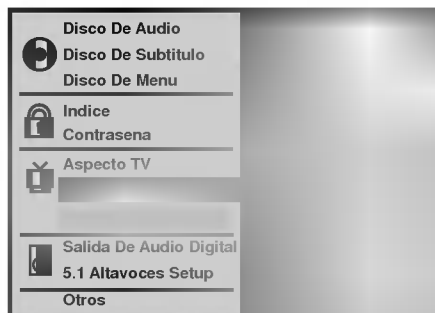 Disco De Audio
Disco De Subtitulo
Disco De Menu
Indice
Contrasena
Aspecto TV
Salida De Audio Digital
5.1 Altavoces Setup
Otros